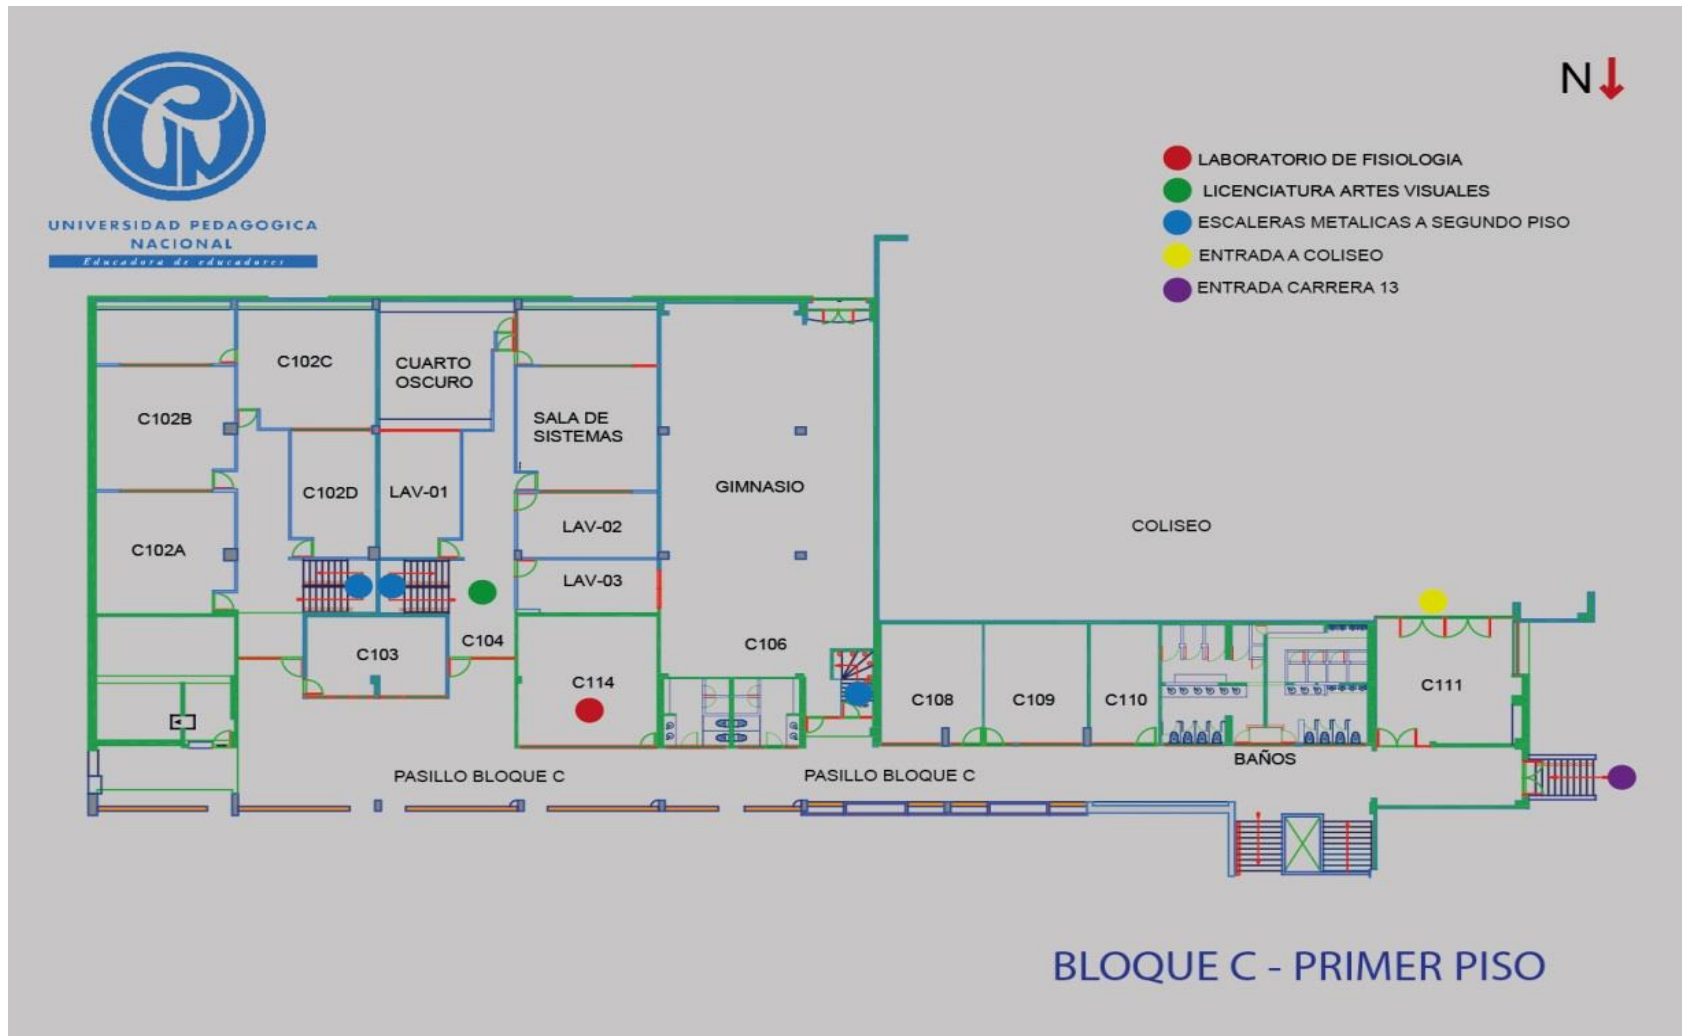 UNIVERSIDAD PEDAGOGICA
NACIONAL
Educadora de educadores
N
LABORATORIO DE FISIOLOGIA
LICENCIATURA ARTES VISUALES
ESCALERAS METALICAS A SEGUNDO PISO
ENTRADA A COLISEO
ENTRADA CARRERA 13
C102C
CUARTO
OSCURO
C102B
SALA DE
SISTEMAS
C102D
LAV-01
GIMNASIO
C102A
LAV-02
COLISEO
LAV-03
C103
C104
C106
C114
C108
C109
C110
C111
BAÑOS
PASILLO BLOQUE C
PASILLO BLOQUE C
BLOQUE C - PRIMER PISO